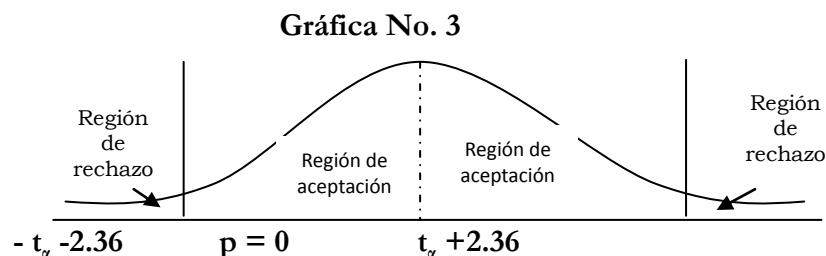 Gráfica No. 3
Región
de
rechazo
Región de
aceptación
Región de
aceptación
Región
de
rechazo
- tα -2.36 p = 0 tα +2.36